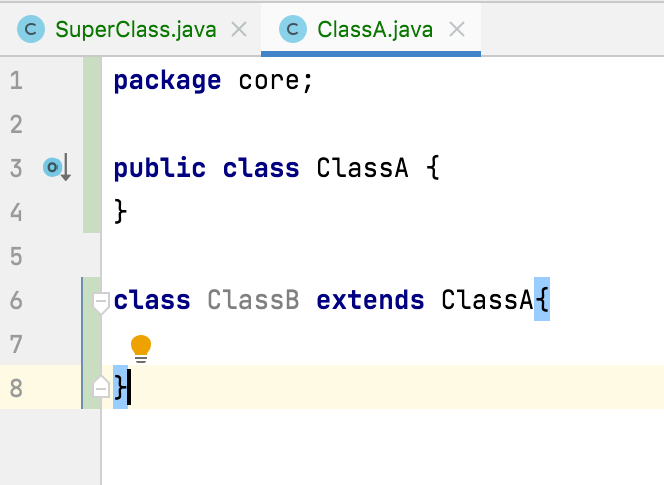 C SuperClass.java C ClassA.java
1 package core;
2
3 public class ClassA {
4 }
5
6 class ClassB extends ClassA{
7
8 }